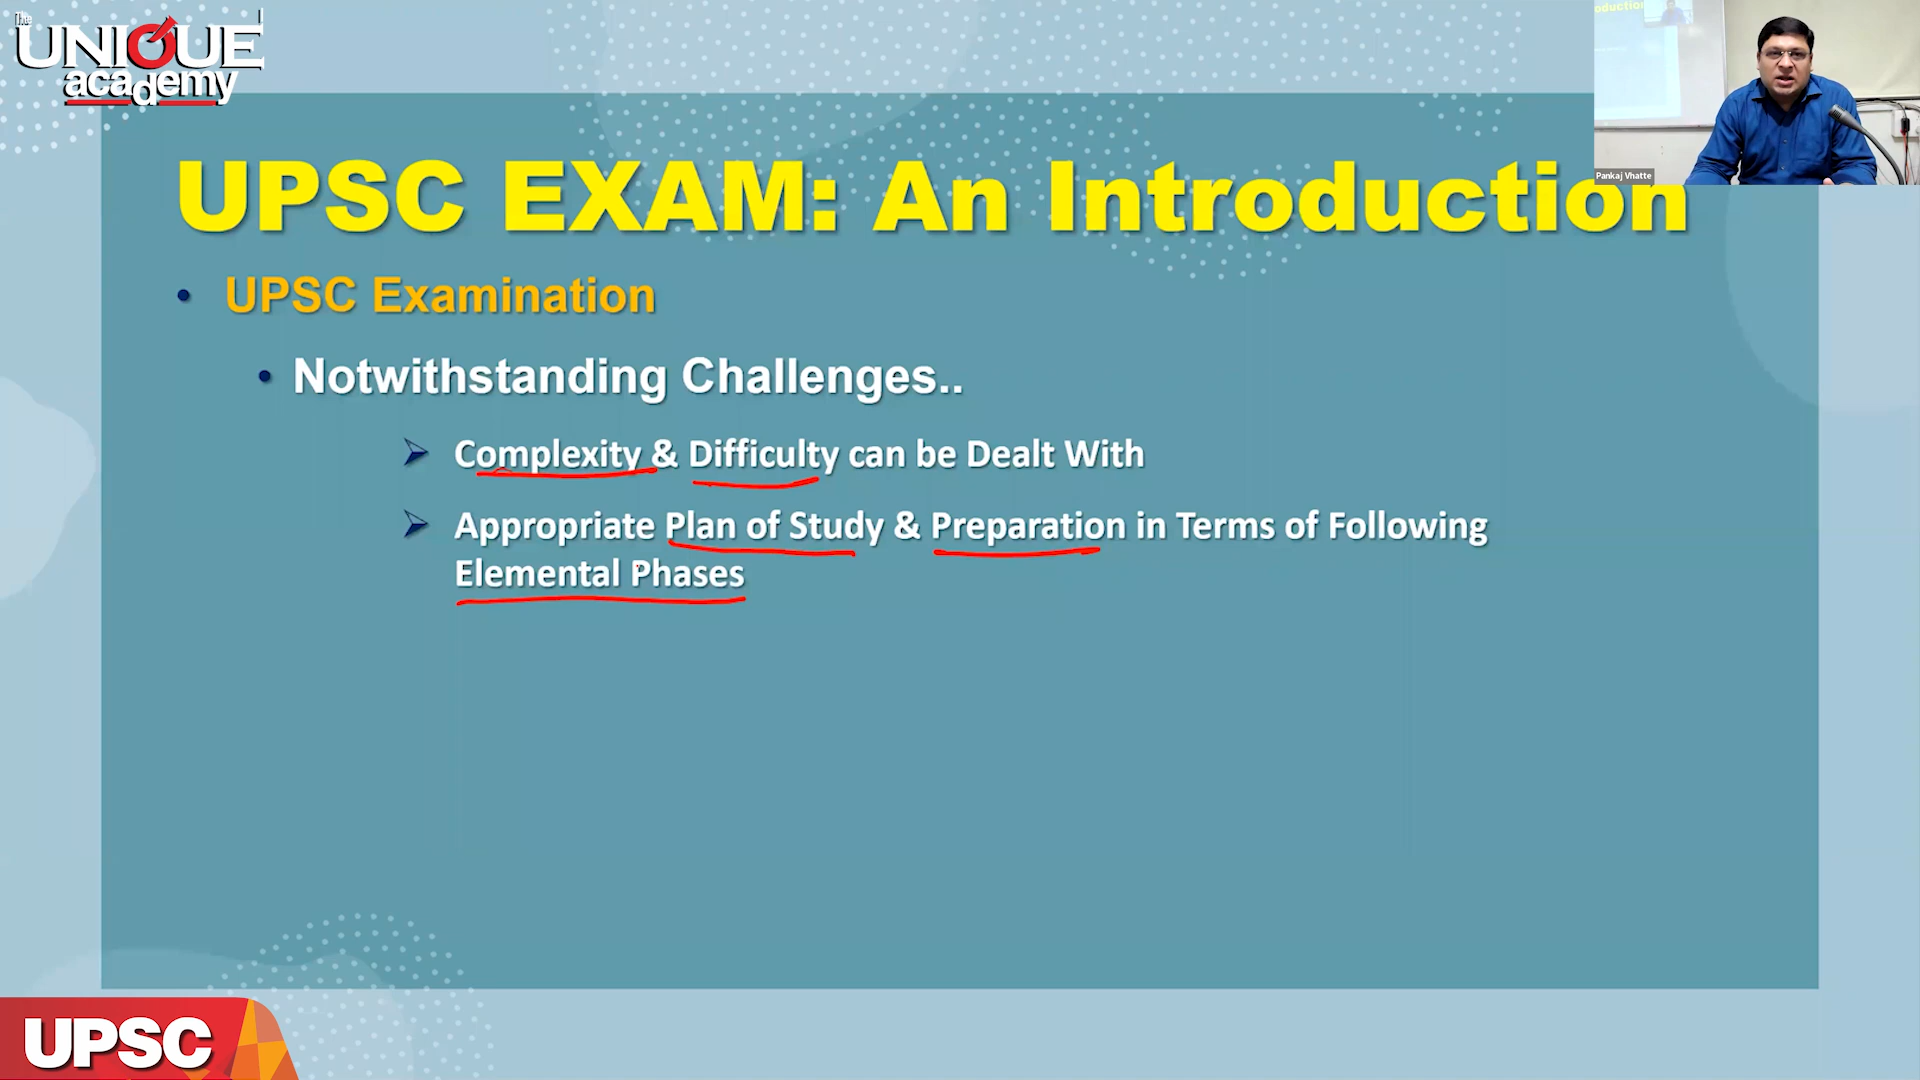 The
UNIQUE
academy
oduction
Pankaj Vhatte
UPSC EXAM: An Introduction
• UPSC Examination
• Notwithstanding Challenges..
➢ Complexity & Difficulty can be Dealt With
➢ Appropriate Plan of Study & Preparation in Terms of Following
Elemental Phases
UPSC